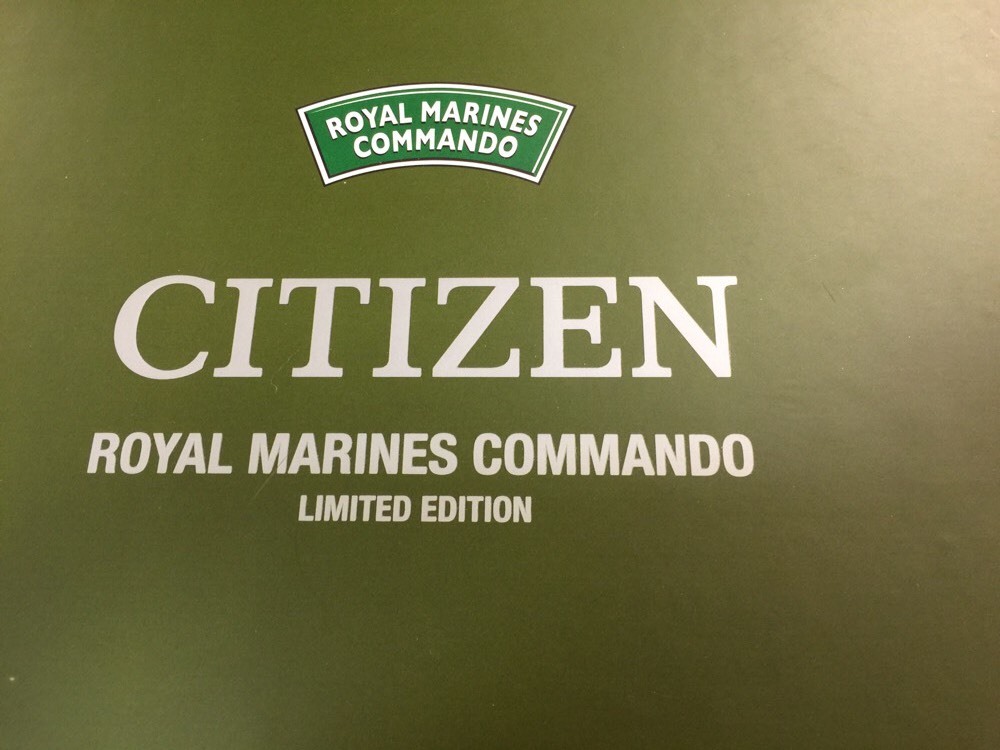 ROYAL MARINES
COMMANDO
CITIZEN
ROYAL MARINES COMMANDO
LIMITED EDITION